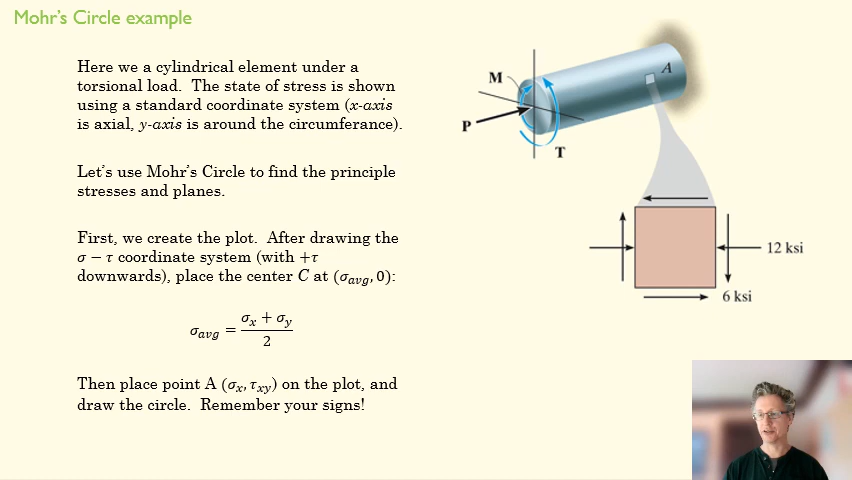 Mohr's Circle example
Here we a cylindrical element under a
torsional load. The state of stress is shown
using a standard coordinate system (x-axis
is axial, y-axis is around the circumferance).
Let's use Mohr's Circle to find the principle
stresses and planes.
First, we create the plot. After drawing the
σ − τ coordinate system (with +τ
downwards), place the center C at (σavg, 0):
σavg = (σx + σy) / 2
Then place point A (σx, τxy) on the plot, and
draw the circle. Remember your signs!
A
M
P
T
12 ksi
6 ksi